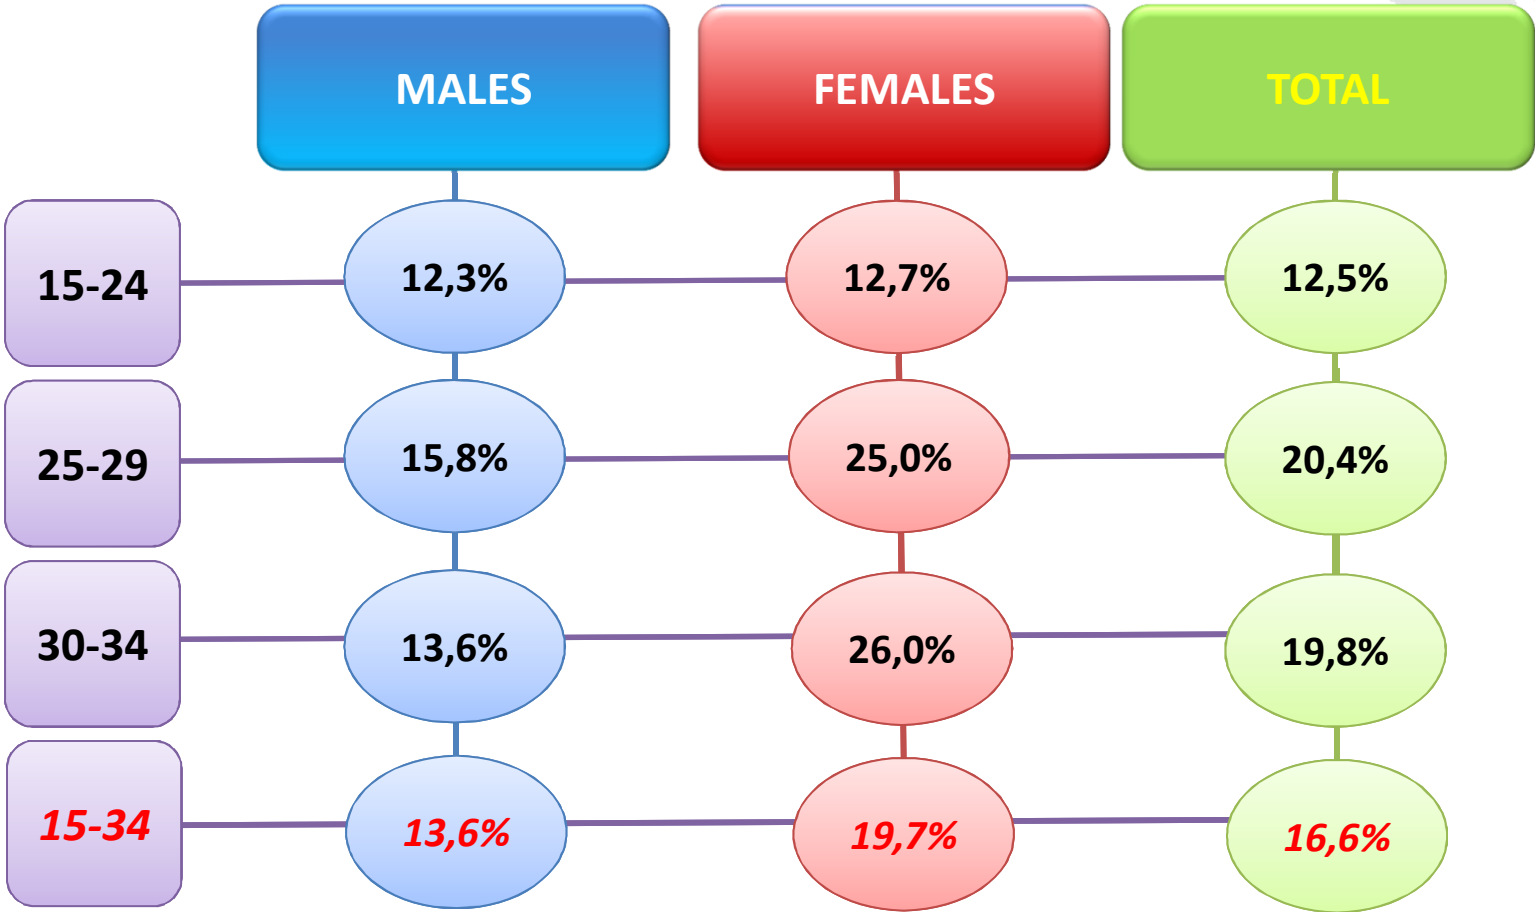 MALES FEMALES TOTAL
15-24 12,3% 12,7% 12,5%
25-29 15,8% 25,0% 20,4%
30-34 13,6% 26,0% 19,8%
15-34 13,6% 19,7% 16,6%